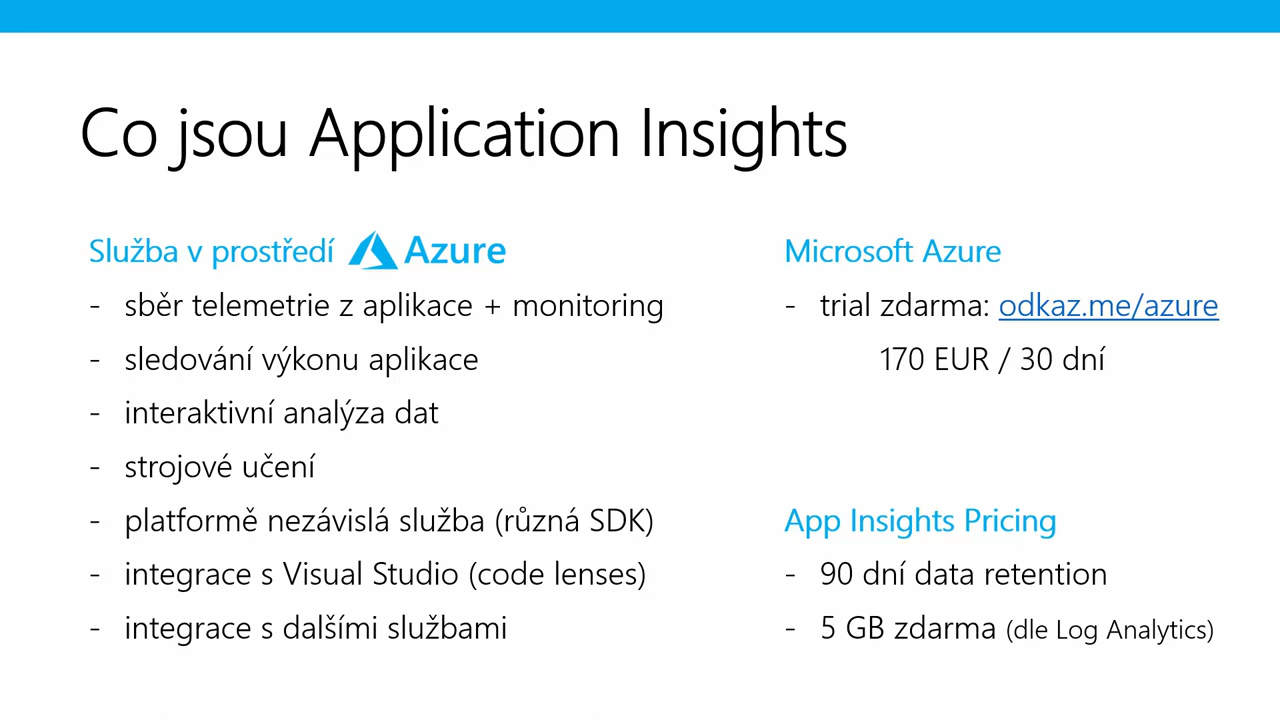 Co jsou Application Insights
Služba v prostředí Azure
- sběr telemetrie z aplikace + monitoring
- sledování výkonu aplikace
- interaktivní analýza dat
- strojové učení
- platformě nezávislá služba (různá SDK)
- integrace s Visual Studio (code lenses)
- integrace s dalšími službami
Microsoft Azure
- trial zdarma: odkaz.me/azure
170 EUR / 30 dní
App Insights Pricing
- 90 dní data retention
- 5 GB zdarma (dle Log Analytics)